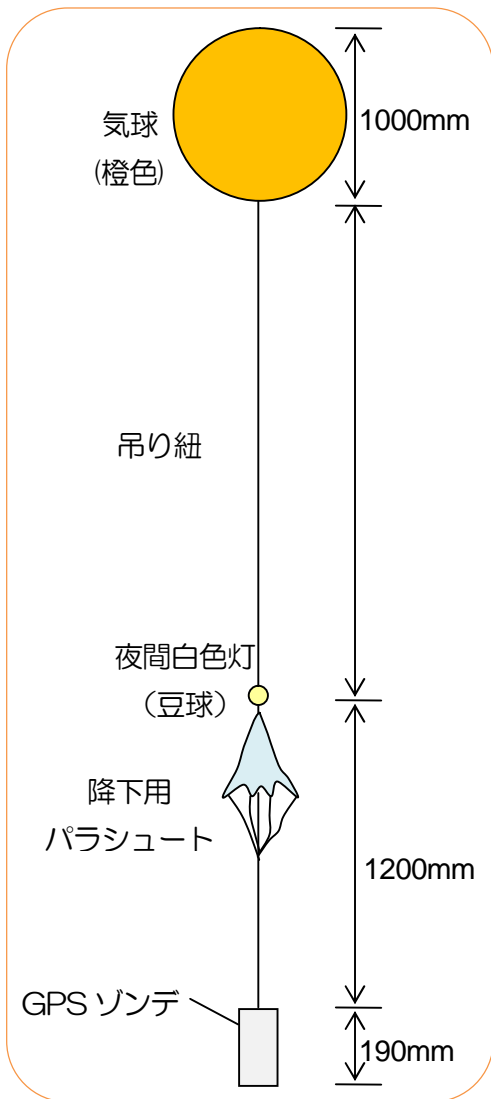 気球
(橙色)
1000mm
吊り紐
夜間白色灯
（豆球）
降下用
パラシュート
1200mm
GPS ゾンデ
190mm